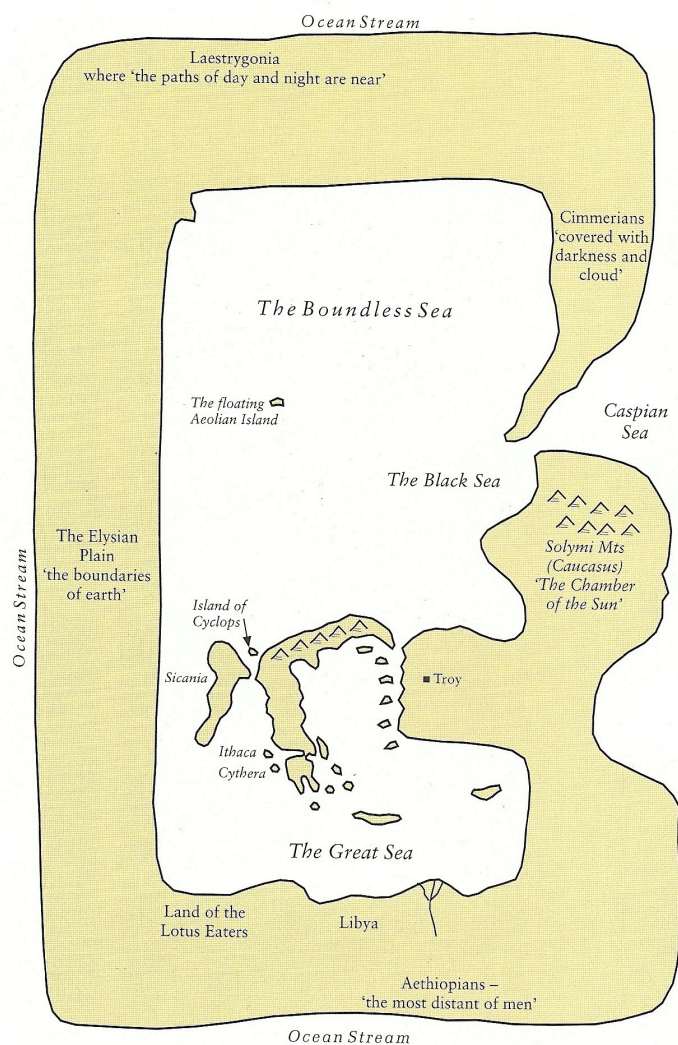 Ocean Stream
Laestrygonia
where ‘the paths of day and night are near’
Cimmerians
‘covered with
darkness and
cloud’
The Boundless Sea
The floating
Aeolian Island
Caspian
Sea
The Black Sea
The Elysian
Plain
‘the boundaries
of earth’
Solymi Mts
(Caucasus)
‘The Chamber
of the Sun’
Ocean Stream
Island of
Cyclops
Sicania
Troy
Ithaca
Cythera
The Great Sea
Land of the
Lotus Eaters
Libya
Aethiopians –
‘the most distant of men’
Ocean Stream